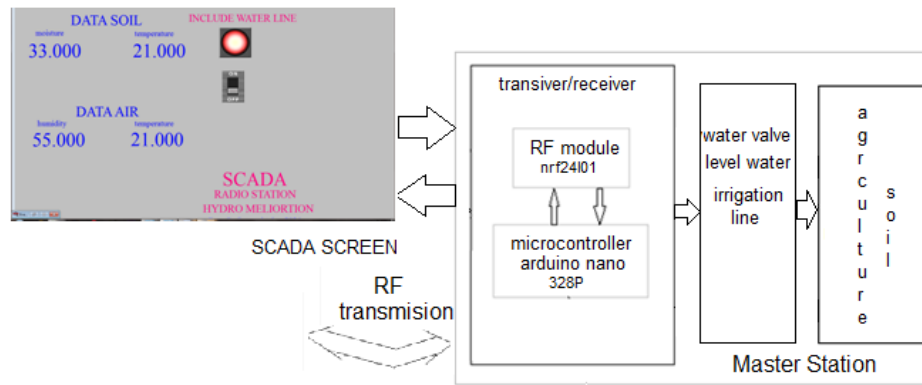 DATA SOIL
INCLUDE WATER LINE
moisture
temperature
33.000
21.000
DATA AIR
humidity
temperature
55.000
21.000
SCADA
RADIO STATION
HYDRO MELIORTION
SCADA SCREEN
RF
transmision
transiver/receiver
RF module
nrf24l01
microcontroller
arduino nano
328P
water valve
level water
irrigation
line
agrculture
soil
Master Station